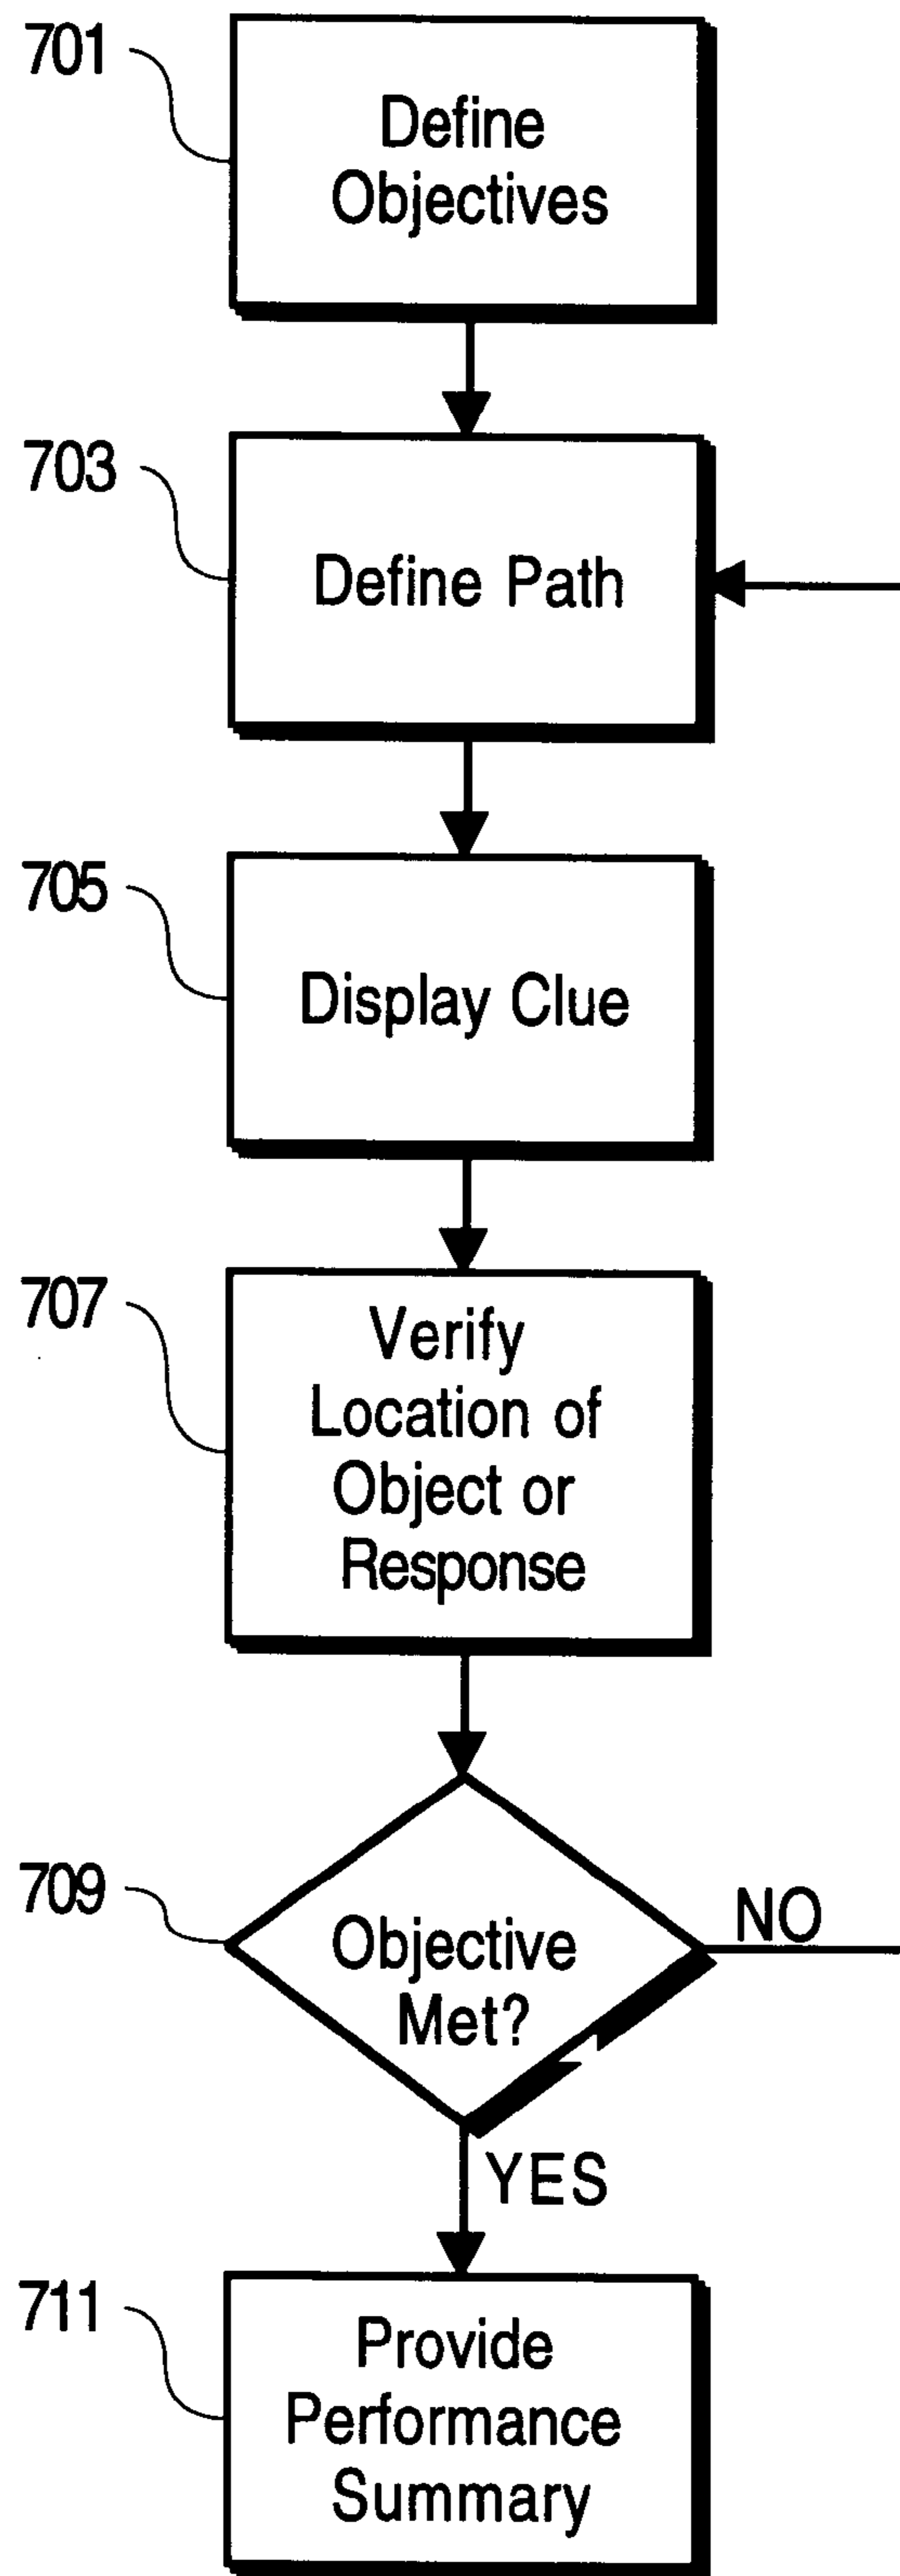 701
Define
Objectives
703
Define Path
705
Display Clue
707
Verify
Location of
Object or
Response
709
Objective
Met?
NO
YES
711
Provide
Performance
Summary